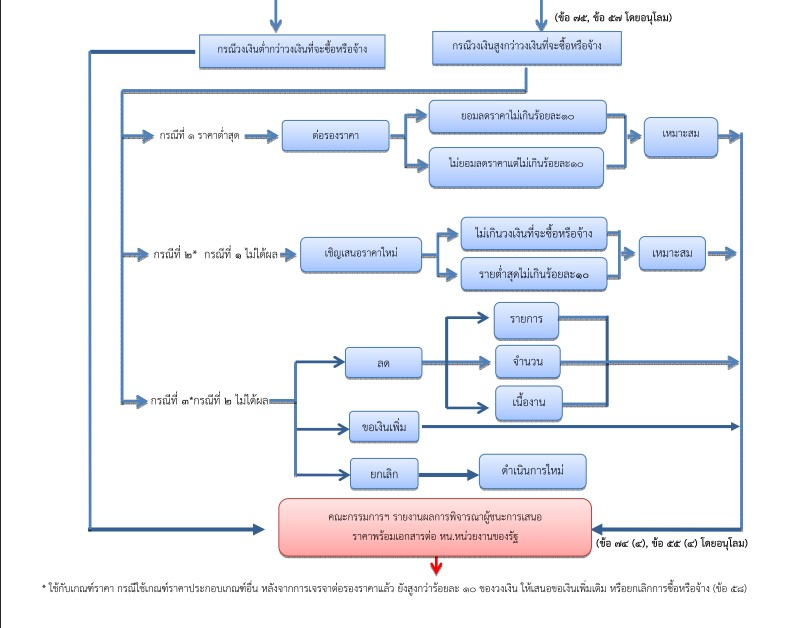 (ข้อ ๗๕, ข้อ ๕๗ โดยอนุโลม)
กรณีวงเงินต่ำกว่าวงเงินที่จะซื้อหรือจ้าง
กรณีวงเงินสูงกว่าวงเงินที่จะซื้อหรือจ้าง
กรณีที่ ๑ ราคาต่ำสุด
ต่อรองราคา
ยอมลดราคาไม่เกินร้อยละ๑๐
ไม่ยอมลดราคาแต่ไม่เกินร้อยละ๑๐
เหมาะสม
กรณีที่ ๒* กรณีที่ ๑ ไม่ได้ผล
เชิญเสนอราคาใหม่
ไม่เกินวงเงินที่จะซื้อหรือจ้าง
รายต่ำสุดไม่เกินร้อยละ๑๐
เหมาะสม
กรณีที่ ๓*กรณีที่ ๒ ไม่ได้ผล
ลด
รายการ
จำนวน
เนื้องาน
ขอเงินเพิ่ม
ยกเลิก
ดำเนินการใหม่
คณะกรรมการฯ รายงานผลการพิจารณาผู้ชนะการเสนอ
ราคาพร้อมเอกสารต่อ หน.หน่วยงานของรัฐ
(ข้อ ๗๔ (๔), ข้อ ๕๕ (๔) โดยอนุโลม)
* ใช้กับเกณฑ์ราคา กรณีใช้เกณฑ์ราคาประกอบเกณฑ์อื่น หลังจากการเจรจาต่อรองราคาแล้ว ยังสูงกว่าร้อยละ ๑๐ ของวงเงิน ให้เสนอขอเงินเพิ่มเติม หรือยกเลิกการซื้อหรือจ้าง (ข้อ ๕๘)